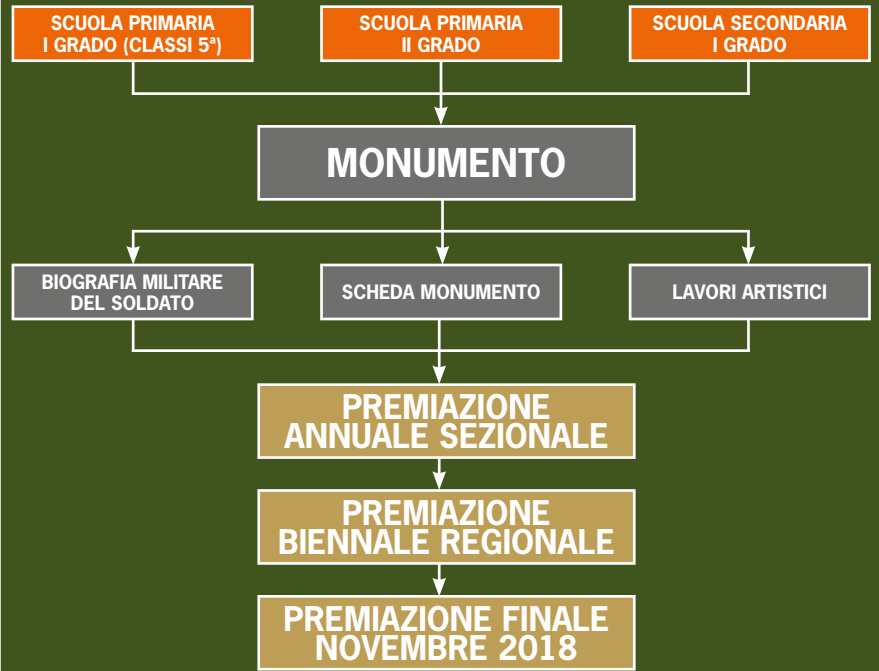 SCUOLA PRIMARIA
I GRADO (CLASSI 5ª)
SCUOLA PRIMARIA
II GRADO
SCUOLA SECONDARIA
I GRADO
MONUMENTO
BIOGRAFIA MILITARE
DEL SOLDATO
SCHEDA MONUMENTO
LAVORI ARTISTICI
PREMIAZIONE
ANNUALE SEZIONALE
PREMIAZIONE
BIENNALE REGIONALE
PREMIAZIONE FINALE
NOVEMBRE 2018